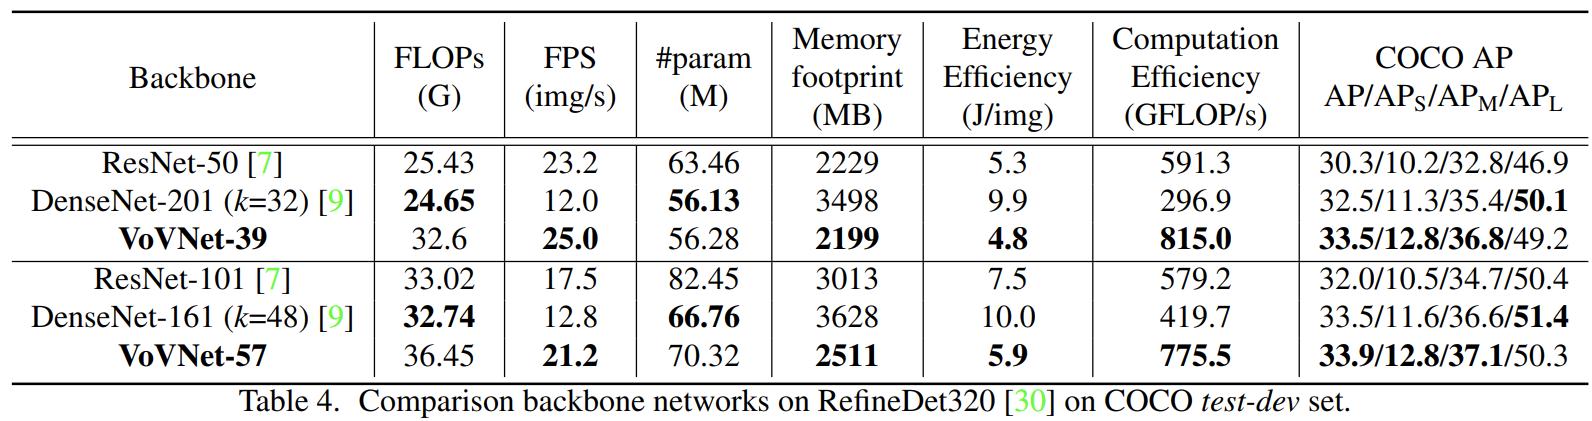 Backbone FLOPs (G) FPS (img/s) #param (M) Memory footprint (MB) Energy Efficiency (J/img) Computation Efficiency (GFLOP/s) COCO AP AP/APS/APM/APL
ResNet-50 [7] 25.43 23.2 63.46 2229 5.3 591.3 30.3/10.2/32.8/46.9
DenseNet-201 (k=32) [9] 24.65 12.0 56.13 3498 9.9 296.9 32.5/11.3/35.4/50.1
VoVNet-39 32.6 25.0 56.28 2199 4.8 815.0 33.5/12.8/36.8/49.2
ResNet-101 [7] 33.02 17.5 82.45 3013 7.5 579.2 32.0/10.5/34.7/50.4
DenseNet-161 (k=48) [9] 32.74 12.8 66.76 3628 10.0 419.7 33.5/11.6/36.6/51.4
VoVNet-57 36.45 21.2 70.32 2511 5.9 775.5 33.9/12.8/37.1/50.3
Table 4. Comparison backbone networks on RefineDet320 [30] on COCO test-dev set.